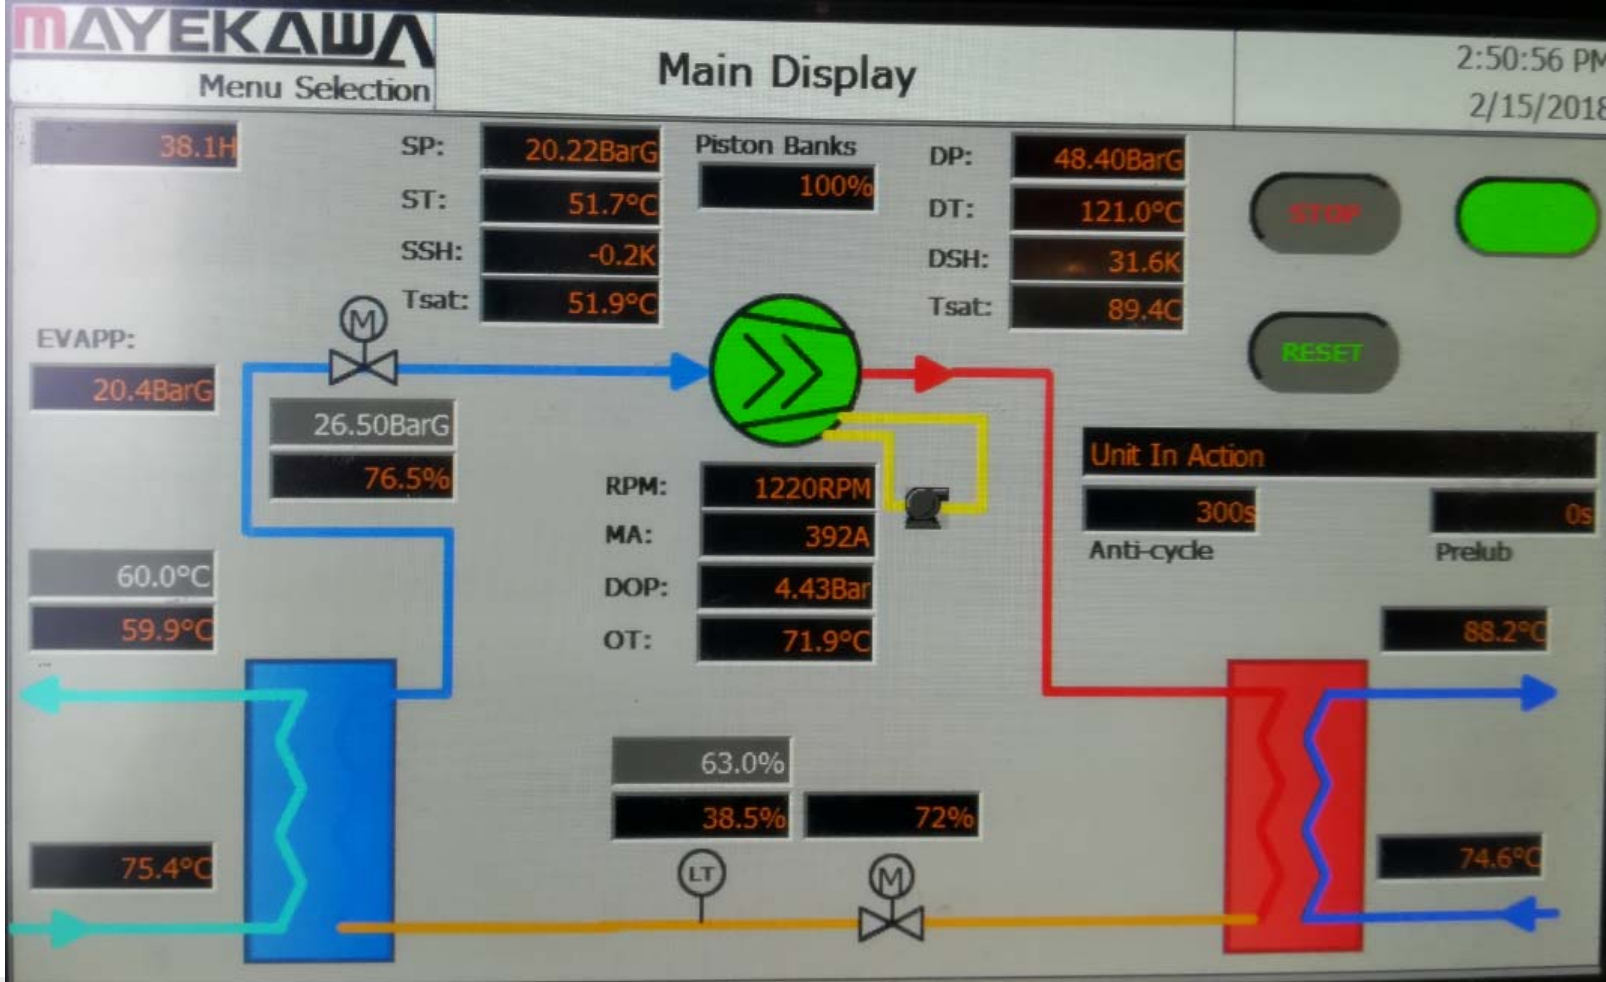 MAYEKAWA
Menu Selection
Main Display
2:50:56 PM
2/15/2018
38.1H
SP: 20.22BarG
ST: 51.7°C
SSH: -0.2K
Tsat: 51.9°C
Piston Banks
100%
DP: 48.40BarG
DT: 121.0°C
DSH: 31.6K
Tsat: 89.4C
STOP
RESET
M
EVAPP:
20.4BarG
26.50BarG
76.5%
RPM: 1220RPM
MA: 392A
DOP: 4.43Bar
OT: 71.9°C
Unit In Action
300s
0s
Anti-cycle
Prelub
60.0°C
59.9°C
88.2°C
63.0%
38.5%
72%
75.4°C
74.6°C
LT
M